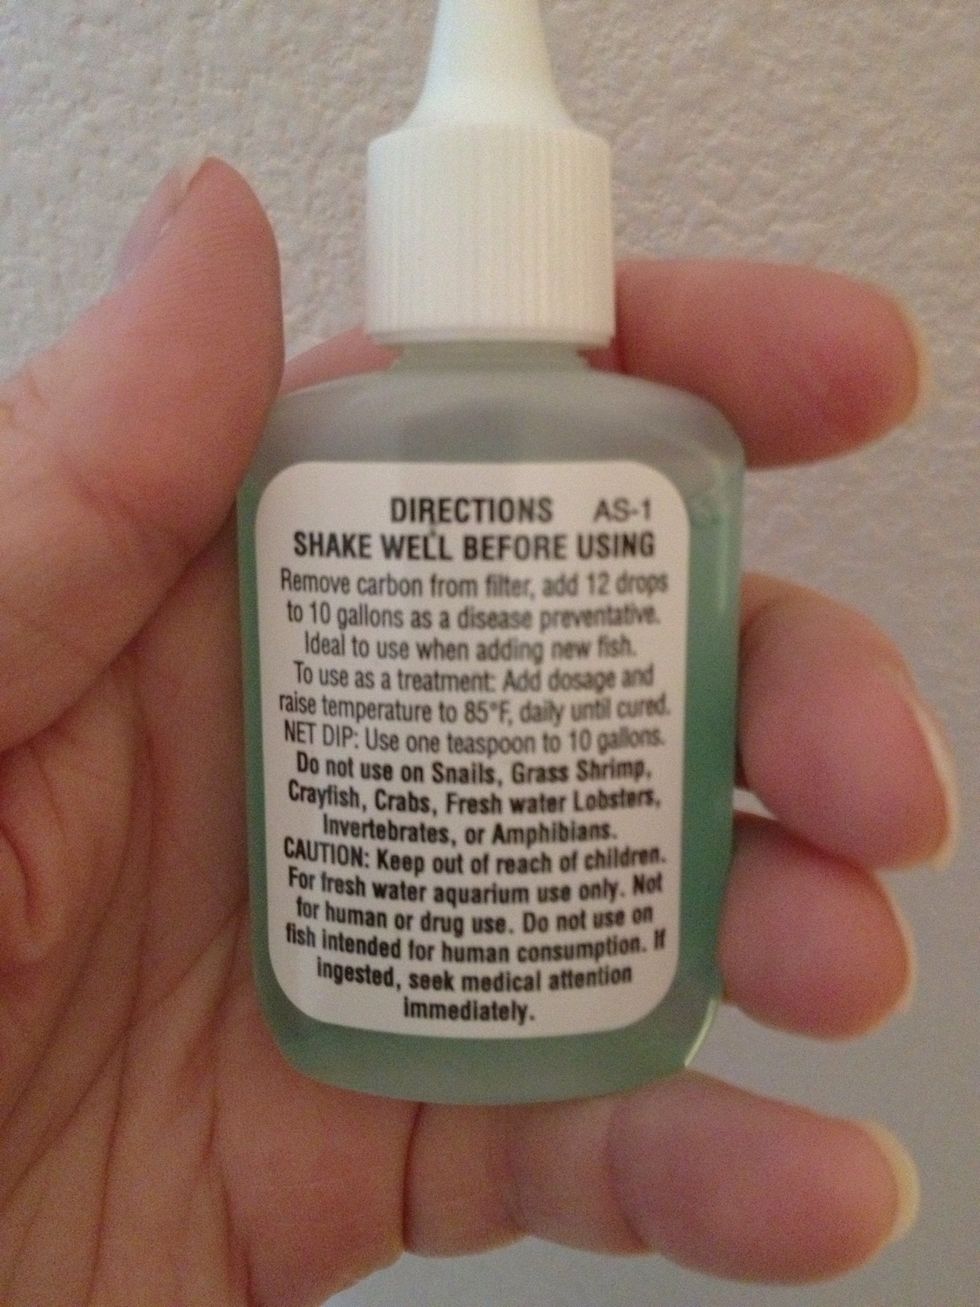 DIRECTIONS AS-1
SHAKE WELL BEFORE USING
Remove carbon from filter, add 12 drops
to 10 gallons as a disease preventative.
Ideal to use when adding new fish.
To use as a treatment: Add dosage and
raise temperature to 85°F, daily until cured.
NET DIP: Use one teaspoon to 10 gallons.
Do not use on Snails, Grass Shrimp,
Crayfish, Crabs, Fresh water Lobsters,
Invertebrates, or Amphibians.
CAUTION: Keep out of reach of children.
For fresh water aquarium use only. Not
for human or drug use. Do not use on
fish intended for human consumption. If
ingested, seek medical attention
immediately.